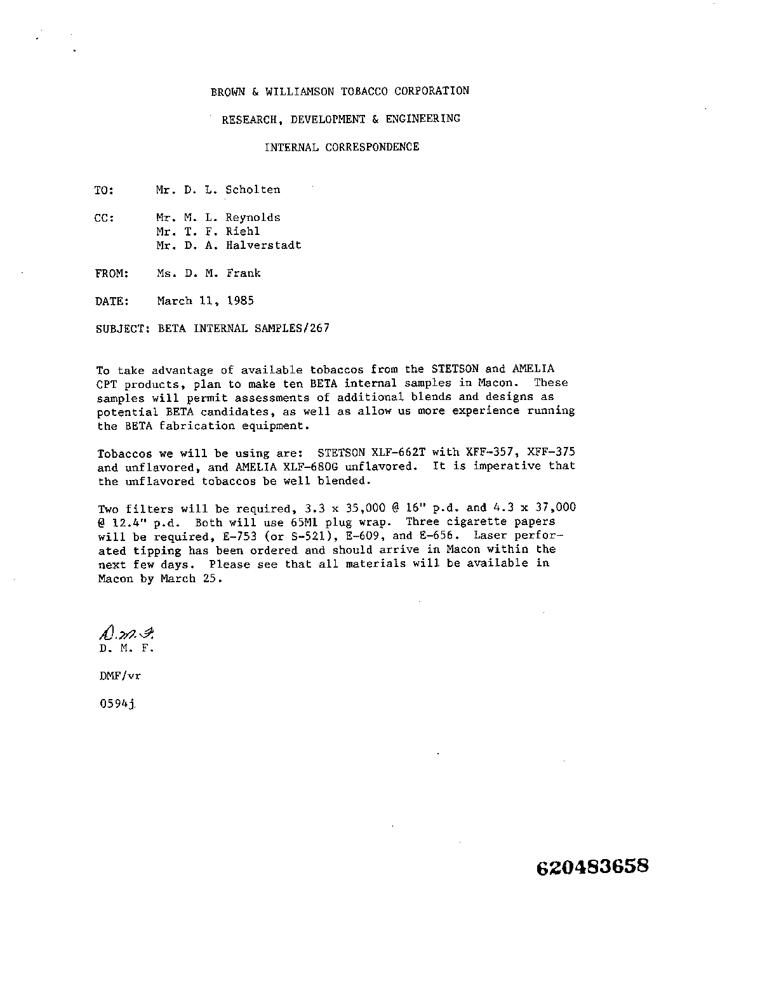 BROWN & WILLIAMSON TOBACCO CORPORATION
RESEARCH, DEVELOPMENT & ENGINEERING
INTERNAL CORRESPONDENCE
TO: Mr. D. L. Scholten
CC: Mr. M. L. Reynolds
Mr. T. F. Riehl
Mr. D. A. Halverstadt
FROM: Ms. D. M. Frank
DATE: March 11, 1985
SUBJECT: BETA INTERNAL SAMPLES/267
To take advantage of available tobaccos from the STETSON and AMELIA
CPT products, plan to make ten BETA internal samples in Macon. These
samples will permit assessments of additional blends and designs as
potential BETA candidates, as well as allow us more experience running
the BETA fabrication equipment.
Tobaccos we will be using are: STETSON XLF-662T with XFF-357, XFF-375
and unflavored, and AMELIA XLF-680G unflavored. It is imperative that
the unflavored tobaccos be well blended.
Two filters will be required, 3.3 x 35,000 @ 16" p.d. and 4.3 x 37,000
@ 12.4" p.d. Both will use 65Ml plug wrap. Three cigarette papers
will be required, E-753 (or S-521), E-609, and E-656. Laser perfor-
ated tipping has been ordered and should arrive in Macon within the
next few days. Please see that all materials will be available in
Macon by March 25.
D.M.F.
D. M. F.
DMF/vr
0594j
620483658